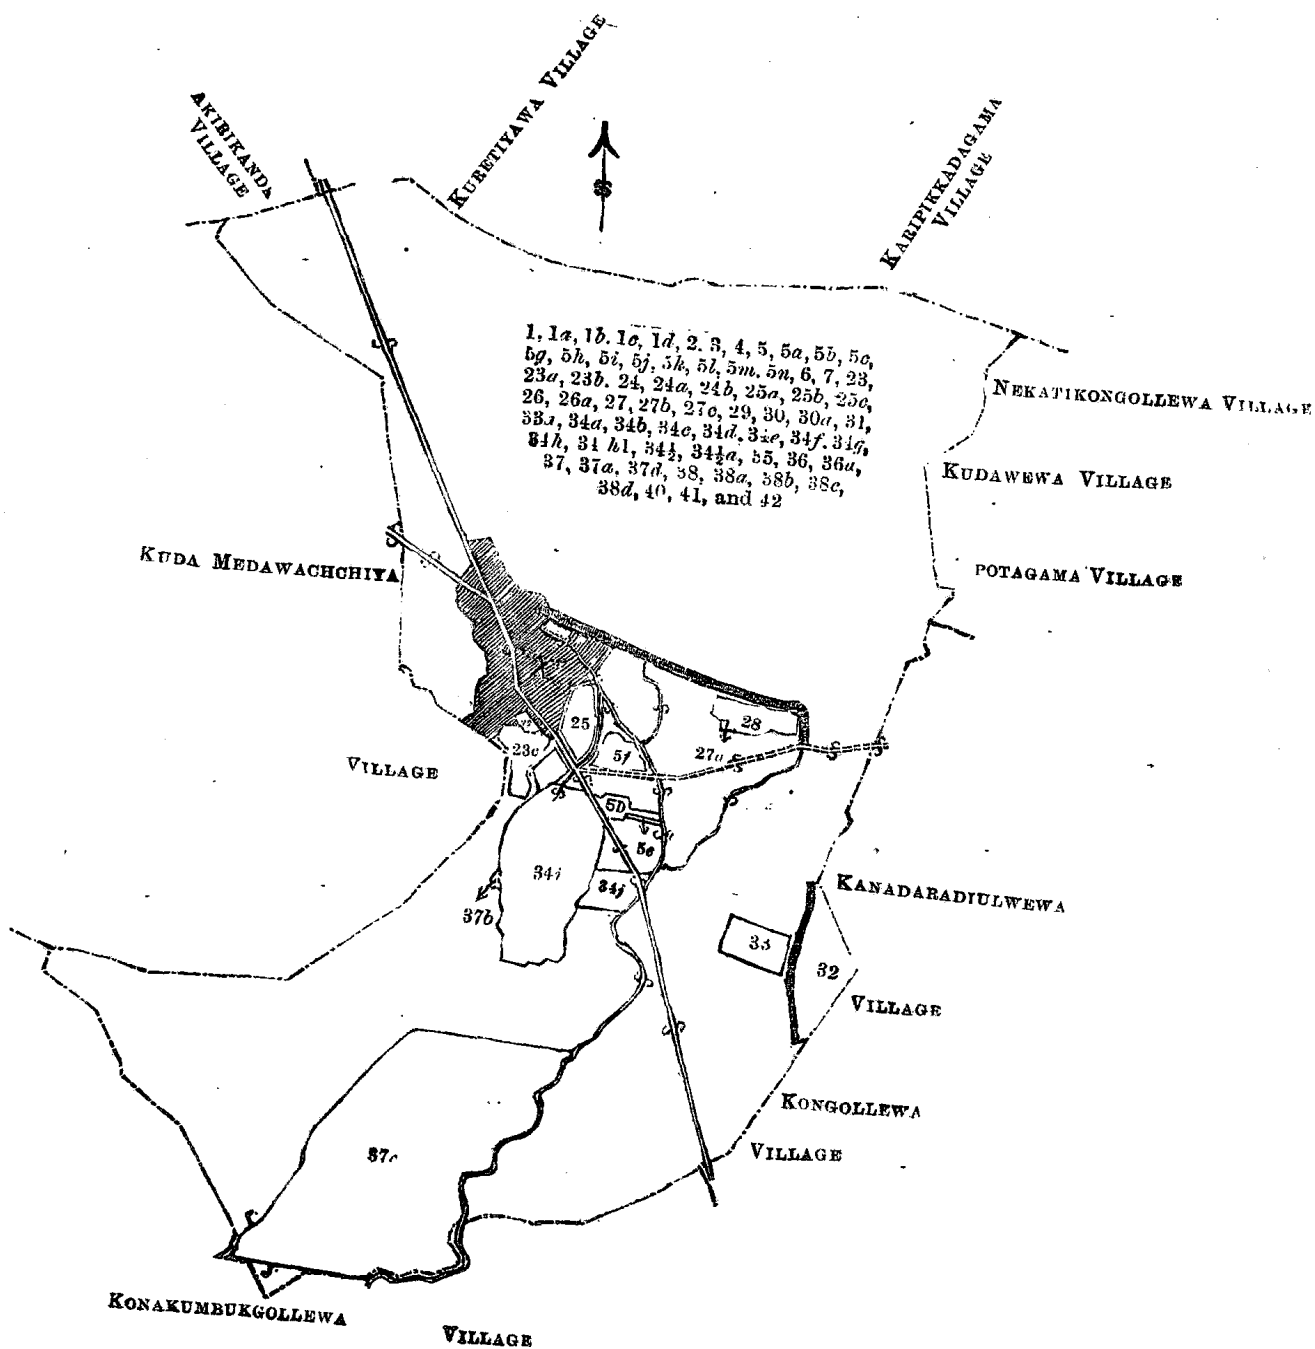 AKIRIKANDA
VILLAGE
KUBETIYAWA VILLAGE
KARIPIKKADAGAMA
VILLAGE
1, 1a, 1b. 1c, 1d, 2. 3, 4, 5, 5a, 5b, 5c,
5g, 5h, 5i, 5j, 5k, 5l, 5m. 5n, 6, 7, 23,
23a, 23b. 24, 24a, 24b, 25a, 25b, 25c,
26, 26a, 27, 27b, 27c, 29, 30, 30a, 31,
33a, 34a, 34b, 34c, 34d, 34e, 34f. 34g,
34h, 34 h1, 34½, 34½a, 35, 36, 36a,
37, 37a, 37d, 38, 38a, 38b, 38c,
38d, 40, 41, and 42
NEKATIKONGOLLEWA VILLAGE
KUDAWEWA VILLAGE
POTAGAMA VILLAGE
KUDA MEDAWACHCHIYA
VILLAGE
25
28
23c
5f
27a
5D
5e
34i
34j
37b
KANADARADIULWEWA
33
32
VILLAGE
KONGOLLEWA
VILLAGE
37c
KONAKUMBUKGOLLEWA
VILLAGE